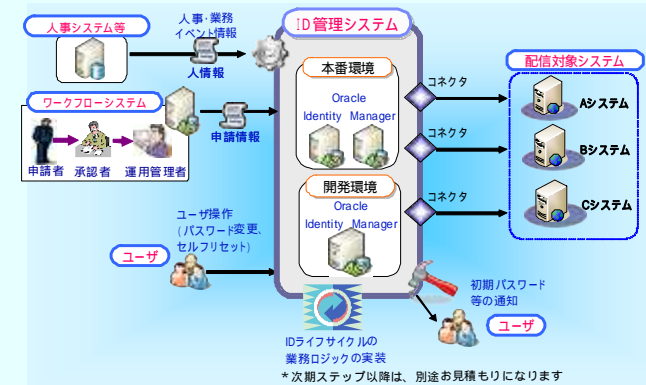 人事システム等
人事・業務
イベント情報
人情報
ID管理システム
本番環境
Oracle
Identity Manager
コネクタ
配信対象システム
Aシステム
ワークフローシステム
申請者
承認者
運用管理者
申請情報
コネクタ
Bシステム
開発環境
Oracle
Identity Manager
コネクタ
Cシステム
ユーザ操作
(パスワード変更、
セルフリセット)
ユーザ
初期パスワード
等の通知
ユーザ
IDライフサイクルの
業務ロジックの実装
*次期ステップ以降は、別途お見積もりになります